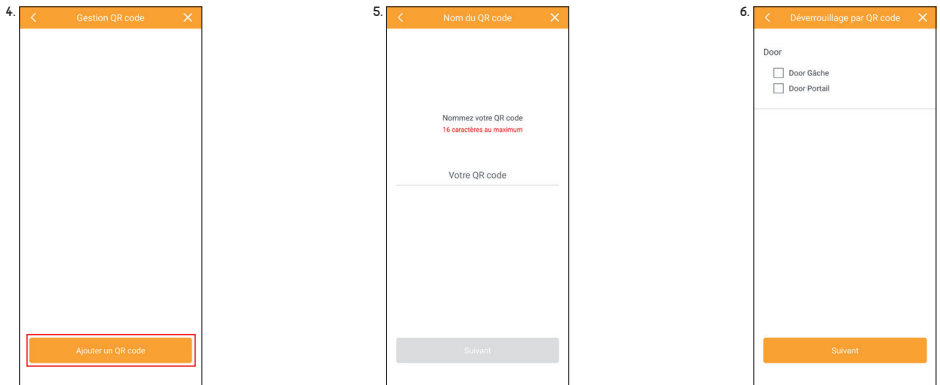 4.
Gestion QR code
Ajouter un QR code
5.
Nom du QR code
Nommez votre QR code
16 caractères au maximum
Votre QR code
Suivant
6.
Déverrouillage par QR code
Door
Door Gâche
Door Portail
Suivant